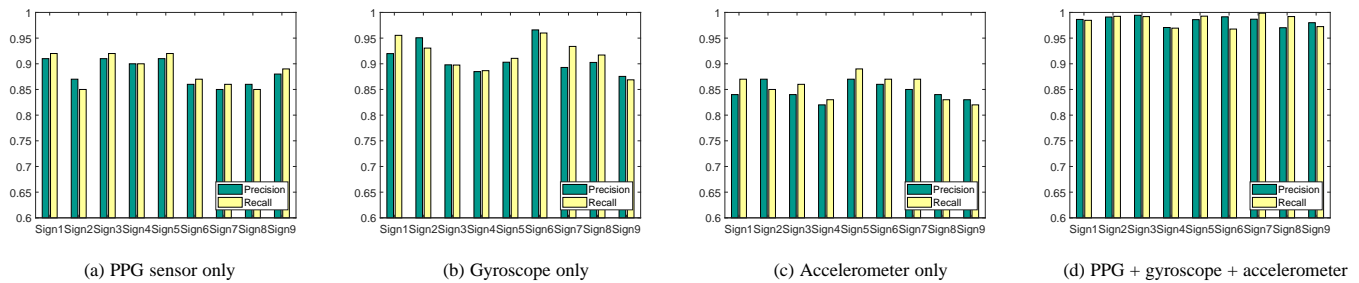 1
0.95
0.9
0.85
0.8
0.75
0.7
0.65
0.6
Sign1 Sign2 Sign3 Sign4 Sign5 Sign6 Sign7 Sign8 Sign9
Precision
Recall
(a) PPG sensor only
1
0.95
0.9
0.85
0.8
0.75
0.7
0.65
0.6
Sign1 Sign2 Sign3 Sign4 Sign5 Sign6 Sign7 Sign8 Sign9
Precision
Recall
(b) Gyroscope only
1
0.95
0.9
0.85
0.8
0.75
0.7
0.65
0.6
Sign1 Sign2 Sign3 Sign4 Sign5 Sign6 Sign7 Sign8 Sign9
Precision
Recall
(c) Accelerometer only
1
0.95
0.9
0.85
0.8
0.75
0.7
0.65
0.6
Sign1 Sign2 Sign3 Sign4 Sign5 Sign6 Sign7 Sign8 Sign9
Precision
Recall
(d) PPG + gyroscope + accelerometer